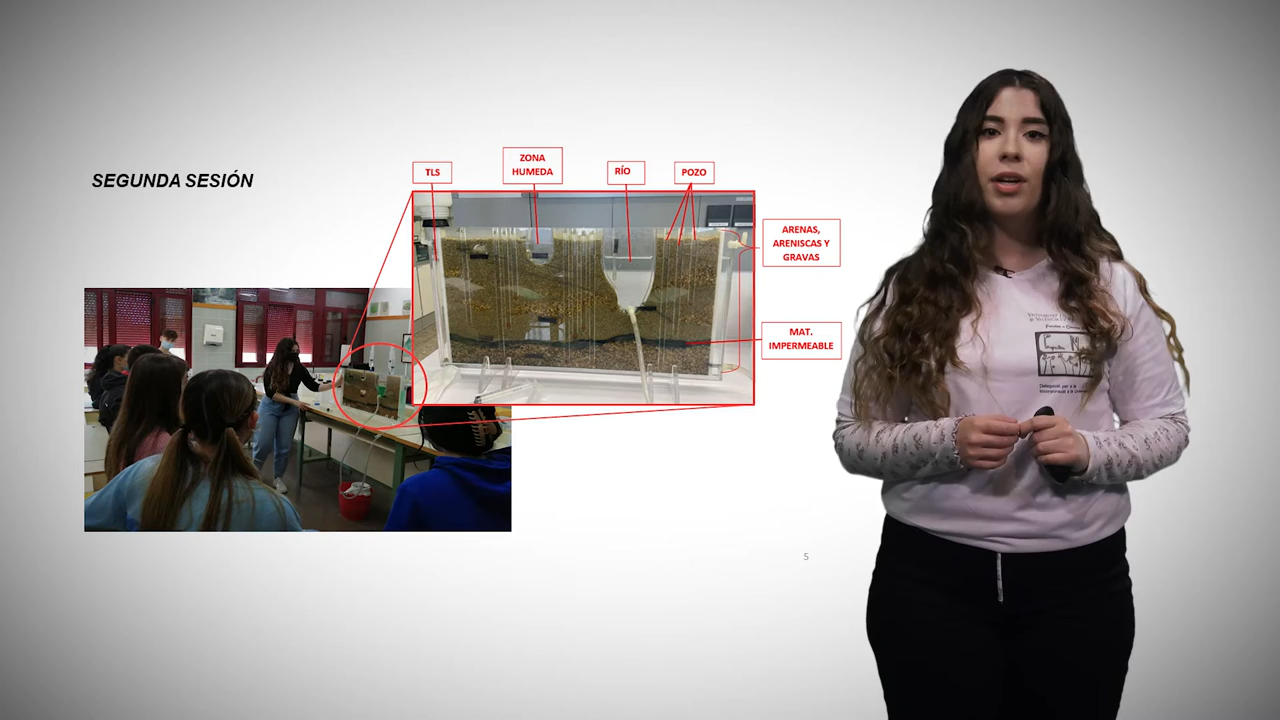 SEGUNDA SESIÓN
TLS
ZONA
HUMEDA
RÍO
POZO
ARENAS,
ARENISCAS Y
GRAVAS
MAT.
IMPERMEABLE
5